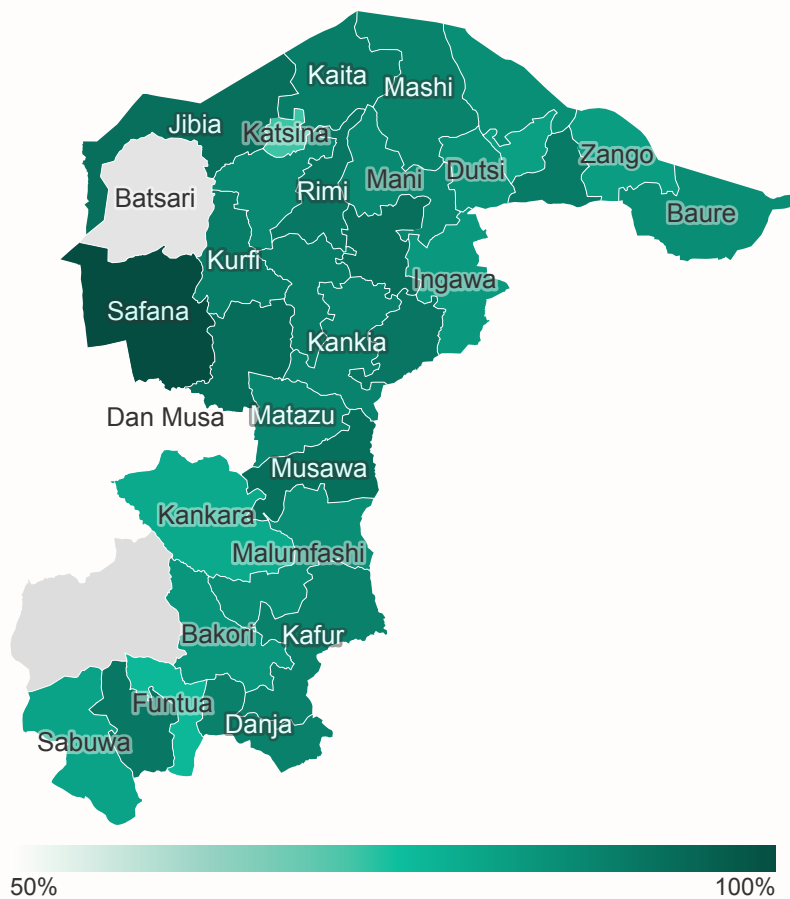 Kaita
Mashi
Jibia
Katsina
Zango
Dutsi
Mani
Rimi
Batsari
Baure
Kurfi
Ingawa
Safana
Kankia
Dan Musa
Matazu
Musawa
Kankara
Malumfashi
Bakori
Kafur
Funtua
Danja
Sabuwa
50%
100%